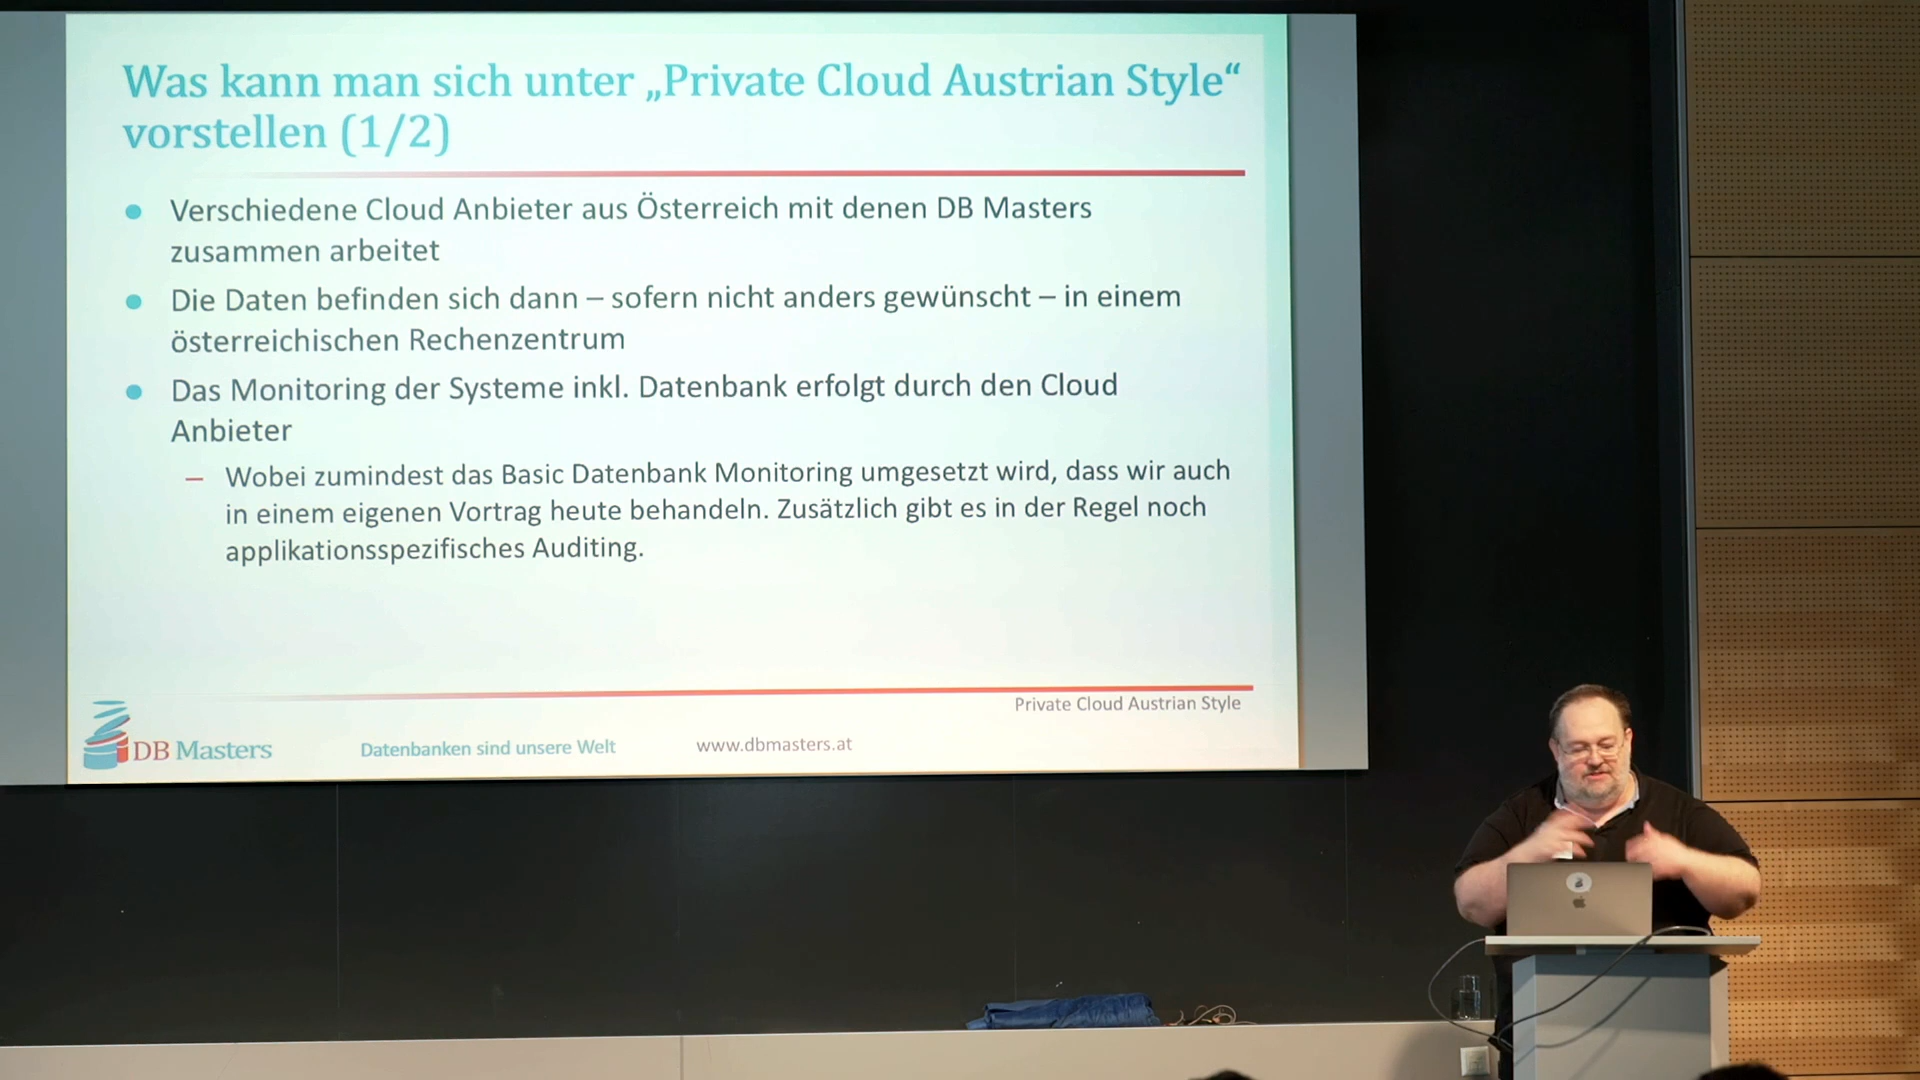 Was kann man sich unter „Private Cloud Austrian Style“
vorstellen (1/2)
Verschiedene Cloud Anbieter aus Österreich mit denen DB Masters
zusammen arbeitet
Die Daten befinden sich dann – sofern nicht anders gewünscht – in einem
österreichischen Rechenzentrum
Das Monitoring der Systeme inkl. Datenbank erfolgt durch den Cloud
Anbieter
– Wobei zumindest das Basic Datenbank Monitoring umgesetzt wird, dass wir auch
in einem eigenen Vortrag heute behandeln. Zusätzlich gibt es in der Regel noch
applikationsspezifisches Auditing.
Private Cloud Austrian Style
DB Masters
Datenbanken sind unsere Welt
www.dbmasters.at